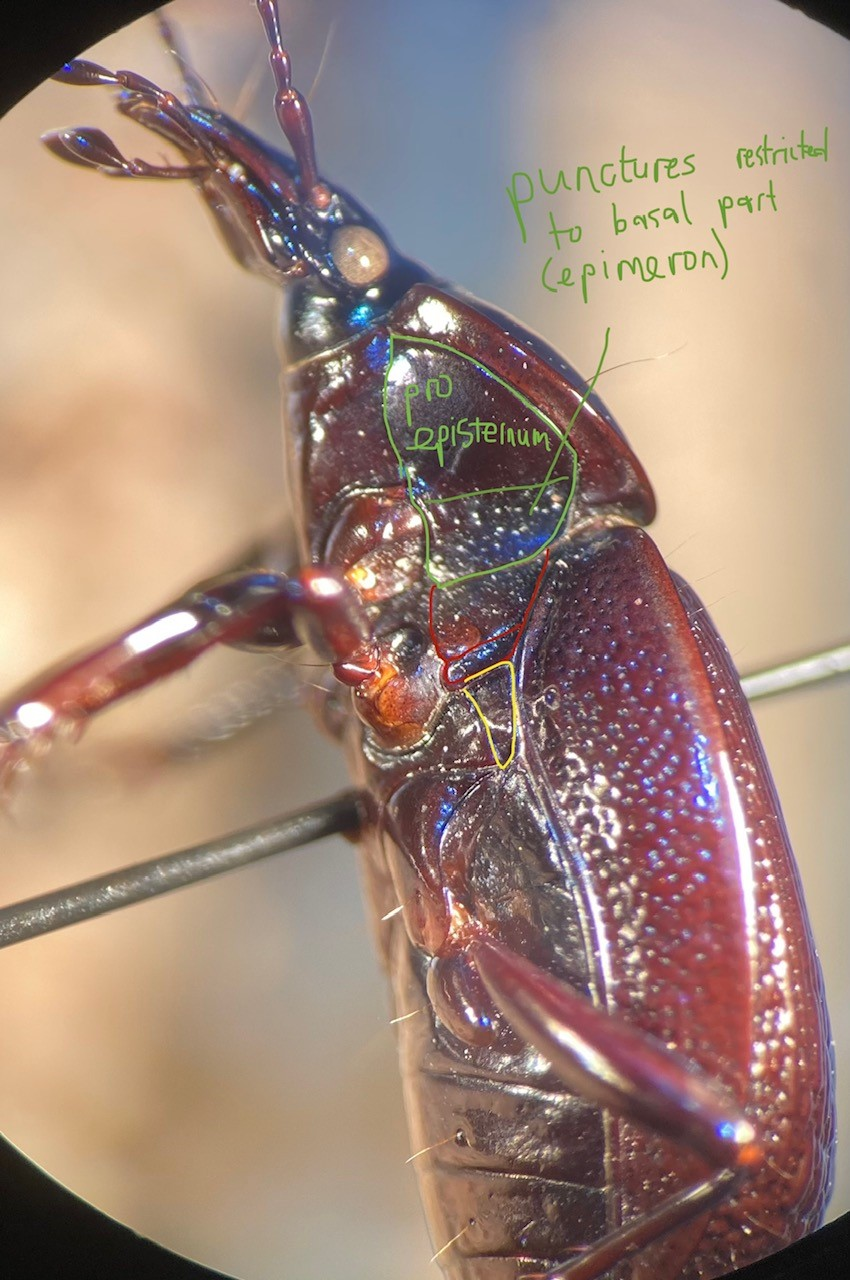 punctures restricted
to basal part
(epimeron)
pro
episternum